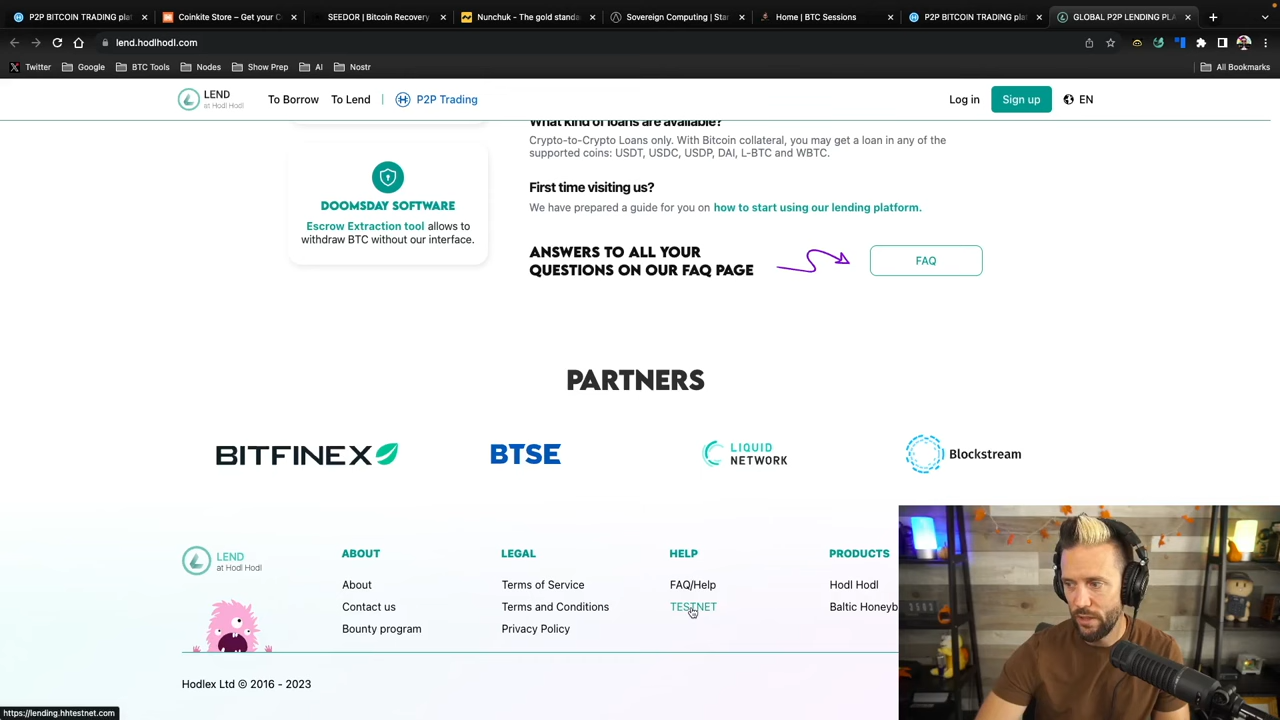 P2P BITCOIN TRADING plat
Coinkite Store – Get your C
SEEDOR | Bitcoin Recovery
Nunchuk - The gold standa
Sovereign Computing | Star
Home | BTC Sessions
P2P BITCOIN TRADING plat
GLOBAL P2P LENDING PLA
lend.hodlhodl.com
Twitter
Google
BTC Tools
Nodes
Show Prep
AI
Nostr
All Bookmarks
LEND
at Hodl Hodl
To Borrow
To Lend
P2P Trading
Log in
Sign up
EN
What kind of loans are available?
Crypto-to-Crypto Loans only. With Bitcoin collateral, you may get a loan in any of the
supported coins: USDT, USDC, USDP, DAI, L-BTC and WBTC.
DOOMSDAY SOFTWARE
Escrow Extraction tool allows to
withdraw BTC without our interface.
First time visiting us?
We have prepared a guide for you on how to start using our lending platform.
ANSWERS TO ALL YOUR
QUESTIONS ON OUR FAQ PAGE
FAQ
PARTNERS
BITFINEX
BTSE
LIQUID
NETWORK
Blockstream
LEND
at Hodl Hodl
ABOUT
About
Contact us
Bounty program
LEGAL
Terms of Service
Terms and Conditions
Privacy Policy
HELP
FAQ/Help
TESTNET
PRODUCTS
Hodl Hodl
Baltic Honeyb
Hodlex Ltd © 2016 - 2023
https://lending.hhtestnet.com